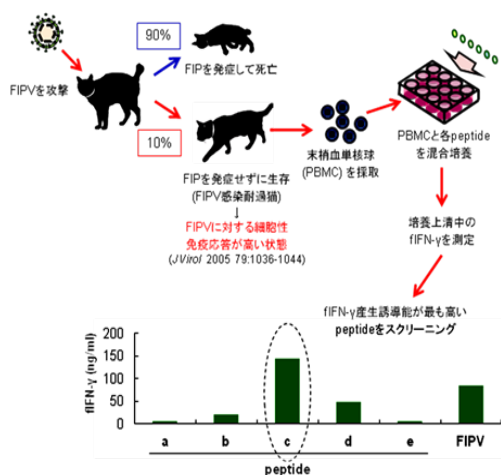 90%
FIPを発症して死亡
FIPVを攻撃
10%
FIPを発症せずに生存
(FIPV感染耐過猫)
FIPVに対する細胞性
免疫応答が高い状態
(JVirol 2005 79:1036-1044)
末梢血単核球
(PBMC) を採取
PBMCと各peptide
を混合培養
培養上清中の
fIFN-γを測定
fIFN-γ産生誘導能が最も高い
peptideをスクリーニング
fIFN-γ (ng/ml)
200
150
100
50
0
a b c d e FIPV
peptide